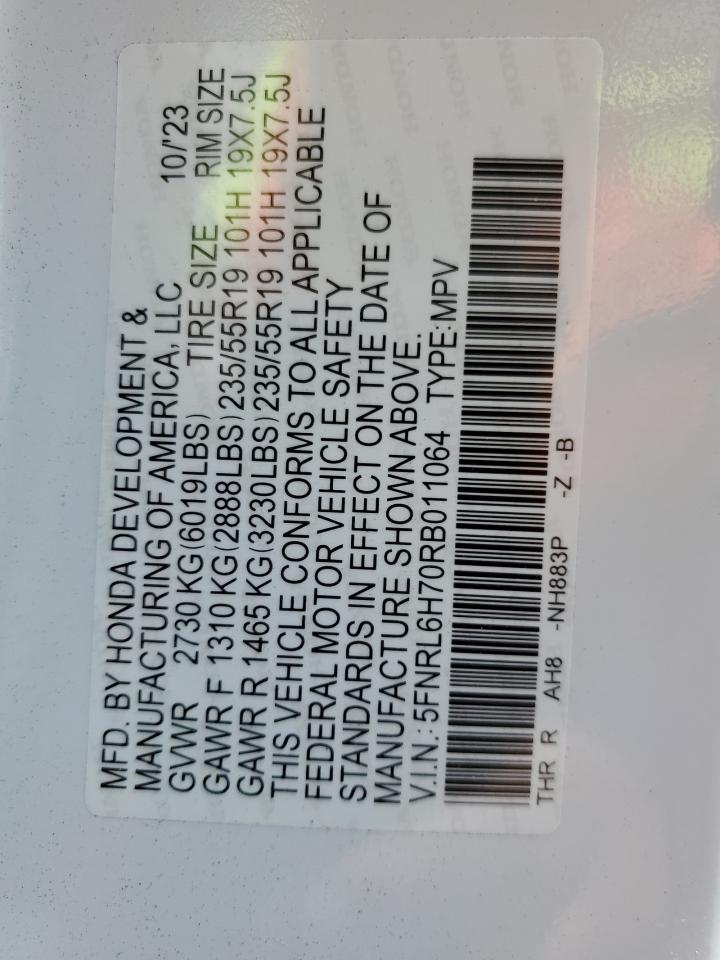 MFD. BY HONDA DEVELOPMENT &
MANUFACTURING OF AMERICA, LLC 10/'23
GVWR 2730 KG(6019LBS) TIRE SIZE RIM SIZE
GAWR F 1310 KG(2888LBS) 235/55R19 101H 19X7.5J
GAWR R 1465 KG(3230LBS) 235/55R19 101H 19X7.5J
THIS VEHICLE CONFORMS TO ALL APPLICABLE
FEDERAL MOTOR VEHICLE SAFETY
STANDARDS IN EFFECT ON THE DATE OF
MANUFACTURE SHOWN ABOVE.
V.I.N.: 5FNRL6H70RB011064 TYPE:MPV
THR R AH8 -NH883P -Z -B